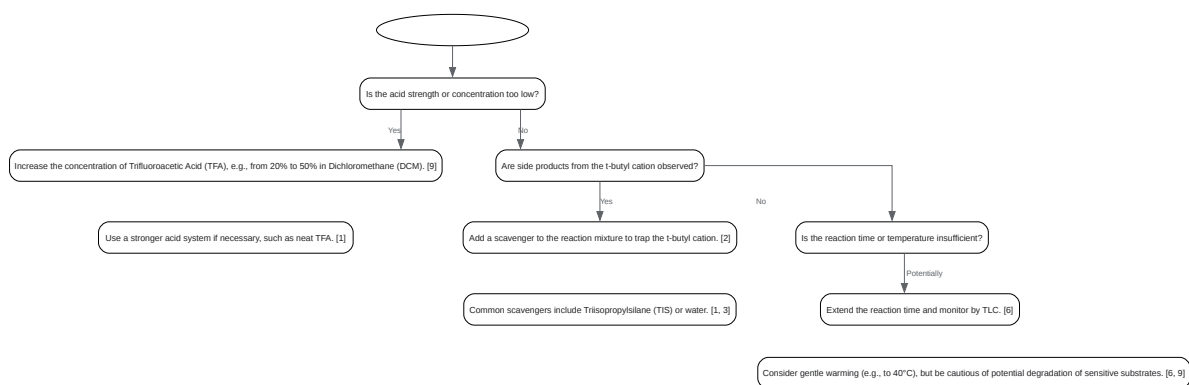 Is the acid strength or concentration too low?
Yes
No
Increase the concentration of Trifluoroacetic Acid (TFA), e.g., from 20% to 50% in Dichloromethane (DCM). [9]
Are side products from the t-butyl cation observed?
Yes
No
Use a stronger acid system if necessary, such as neat TFA. [1]
Add a scavenger to the reaction mixture to trap the t-butyl cation. [2]
Is the reaction time or temperature insufficient?
Potentially
Common scavengers include Triisopropylsilane (TIS) or water. [1, 3]
Extend the reaction time and monitor by TLC. [6]
Consider gentle warming (e.g., to 40°C), but be cautious of potential degradation of sensitive substrates. [6, 9]